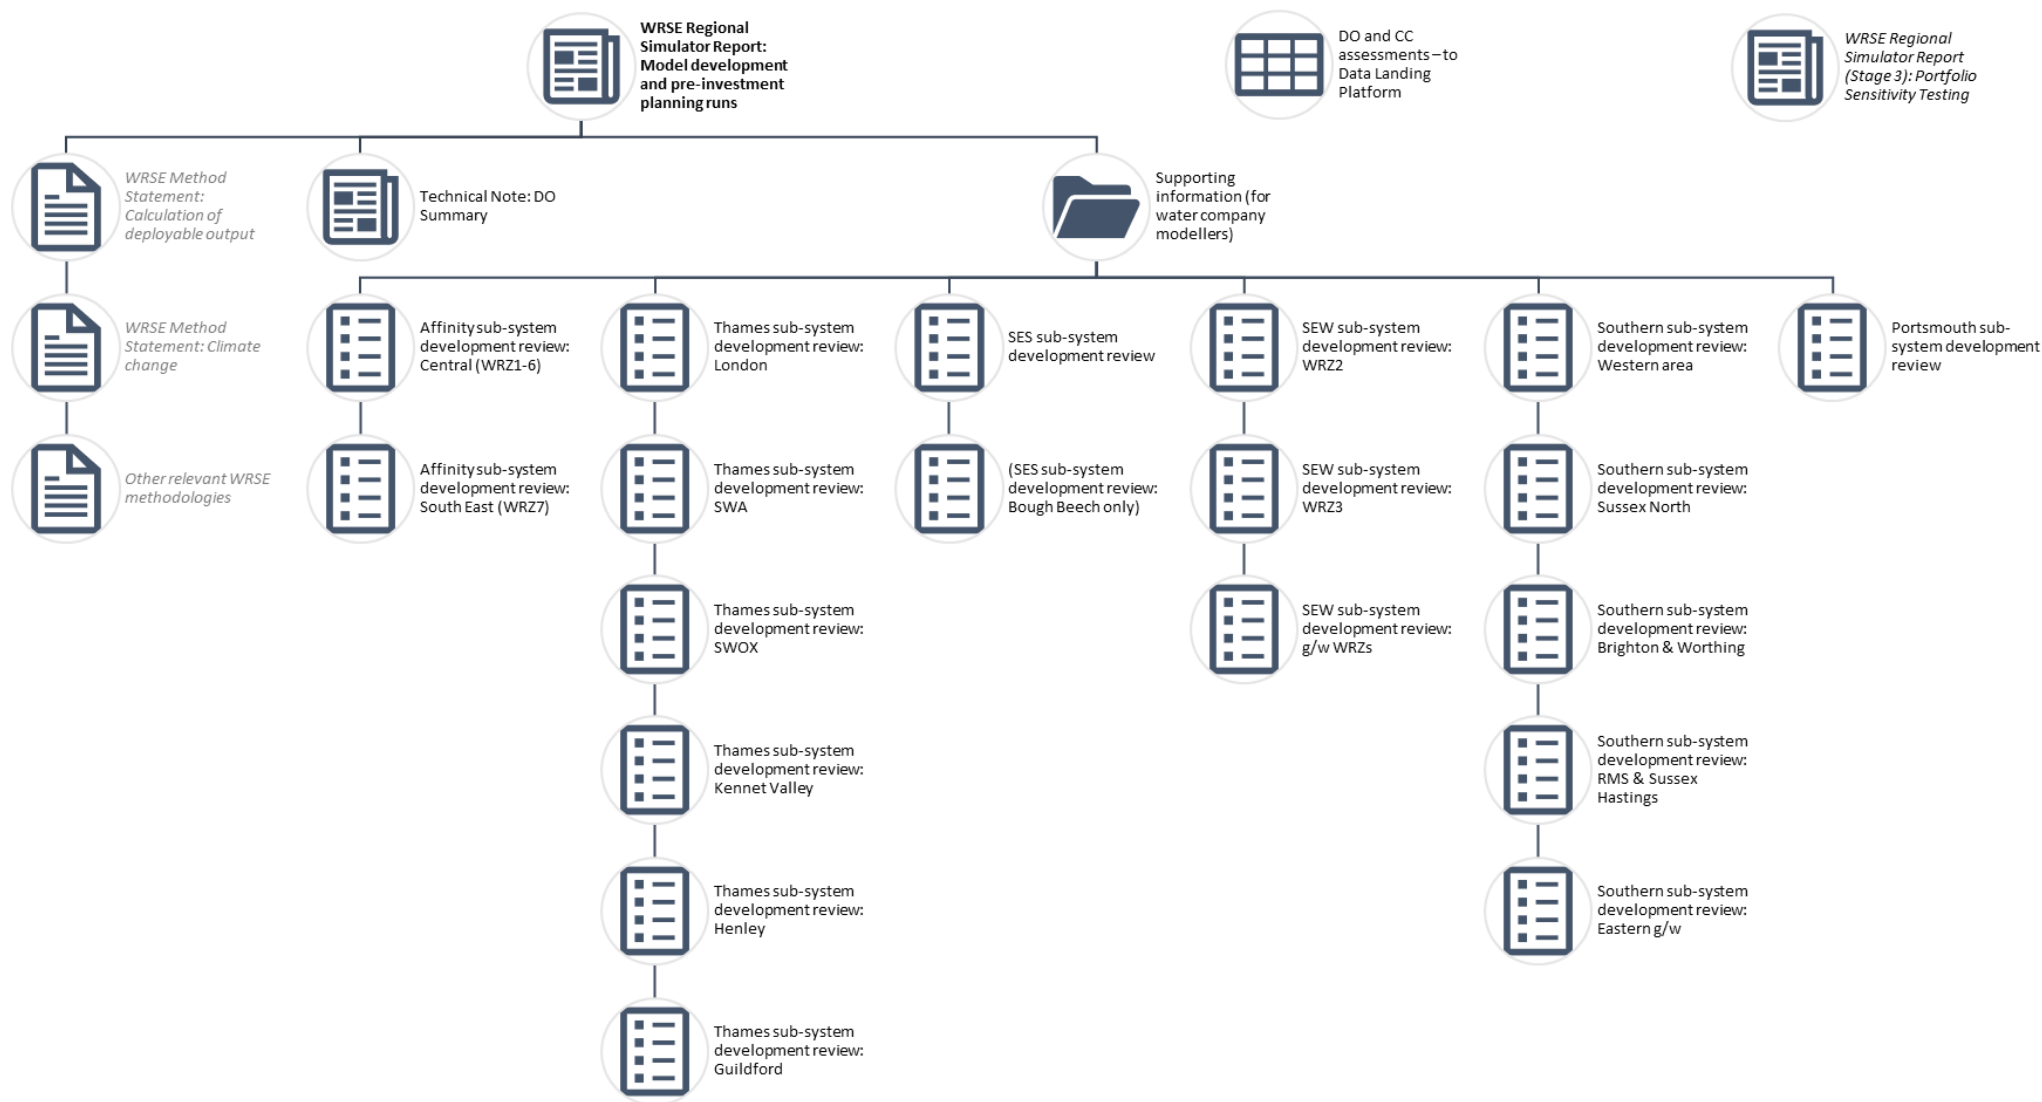 WRSE Regional
Simulator Report:
Model development
and pre-investment
planning runs
DO and CC
assessments – to
Data Landing
Platform
WRSE Regional
Simulator Report
(Stage 3): Portfolio
Sensitivity Testing
WRSE Method
Statement:
Calculation of
deployable output
Technical Note: DO
Summary
Supporting
information (for
water company
modellers)
WRSE Method
Statement: Climate
change
Affinity sub-system
development review:
Central (WRZ1-6)
Thames sub-system
development review:
London
SES sub-system
development review
SEW sub-system
development review:
WRZ2
Southern sub-system
development review:
Western area
Portsmouth sub-
system development
review
Other relevant WRSE
methodologies
Affinity sub-system
development review:
South East (WRZ7)
Thames sub-system
development review:
SWA
(SES sub-system
development review:
Bough Beech only)
SEW sub-system
development review:
WRZ3
Southern sub-system
development review:
Sussex North
Thames sub-system
development review:
SWOX
SEW sub-system
development review:
g/w WRZs
Southern sub-system
development review:
Brighton & Worthing
Thames sub-system
development review:
Kennet Valley
Southern sub-system
development review:
RMS & Sussex
Hastings
Thames sub-system
development review:
Henley
Southern sub-system
development review:
Eastern g/w
Thames sub-system
development review:
Guildford